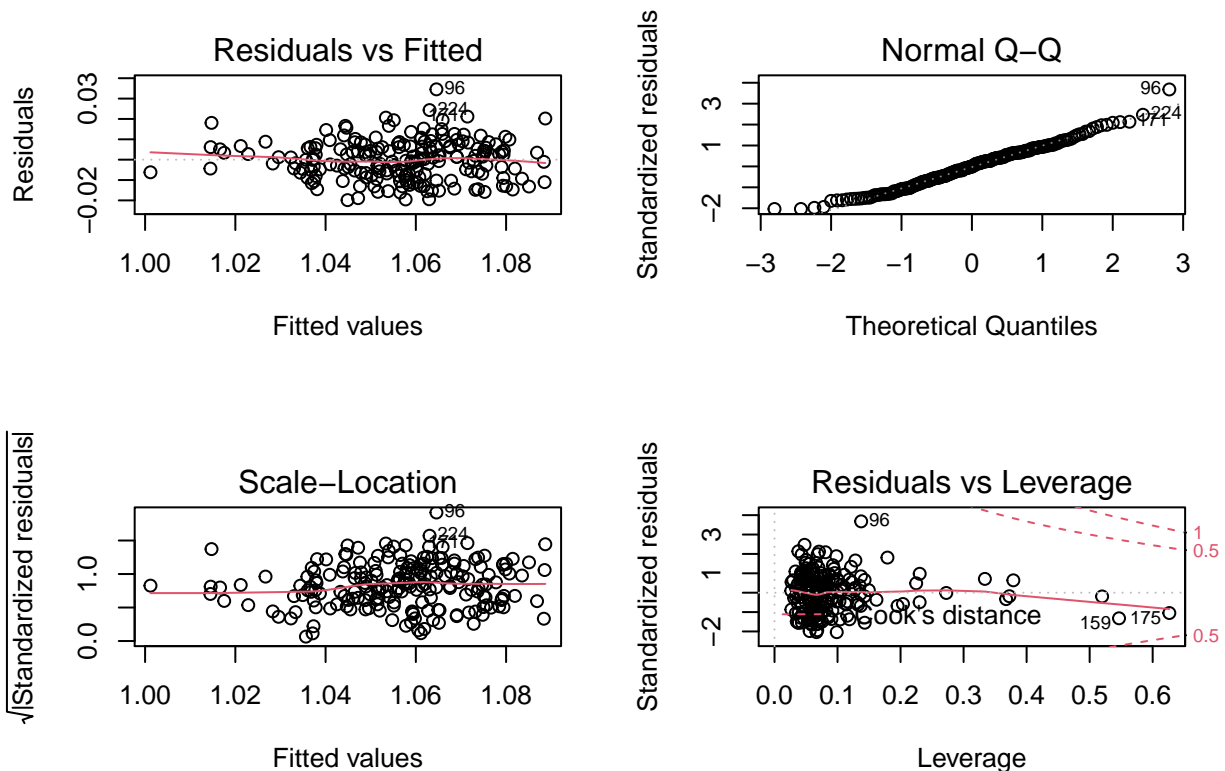 Residuals vs Fitted
Residuals
0.03
−0.02
96
224
171
1.00 1.02 1.04 1.06 1.08
Fitted values
Normal Q−Q
Standardized residuals
3
1
−2
96
224
171
−3 −2 −1 0 1 2 3
Theoretical Quantiles
Scale−Location
√|Standardized residuals|
1.0
0.0
96
224
171
1.00 1.02 1.04 1.06 1.08
Fitted values
Residuals vs Leverage
Standardized residuals
3
1
−2
96
1
0.5
Cook's distance
159 175
0.5
0.0 0.1 0.2 0.3 0.4 0.5 0.6
Leverage